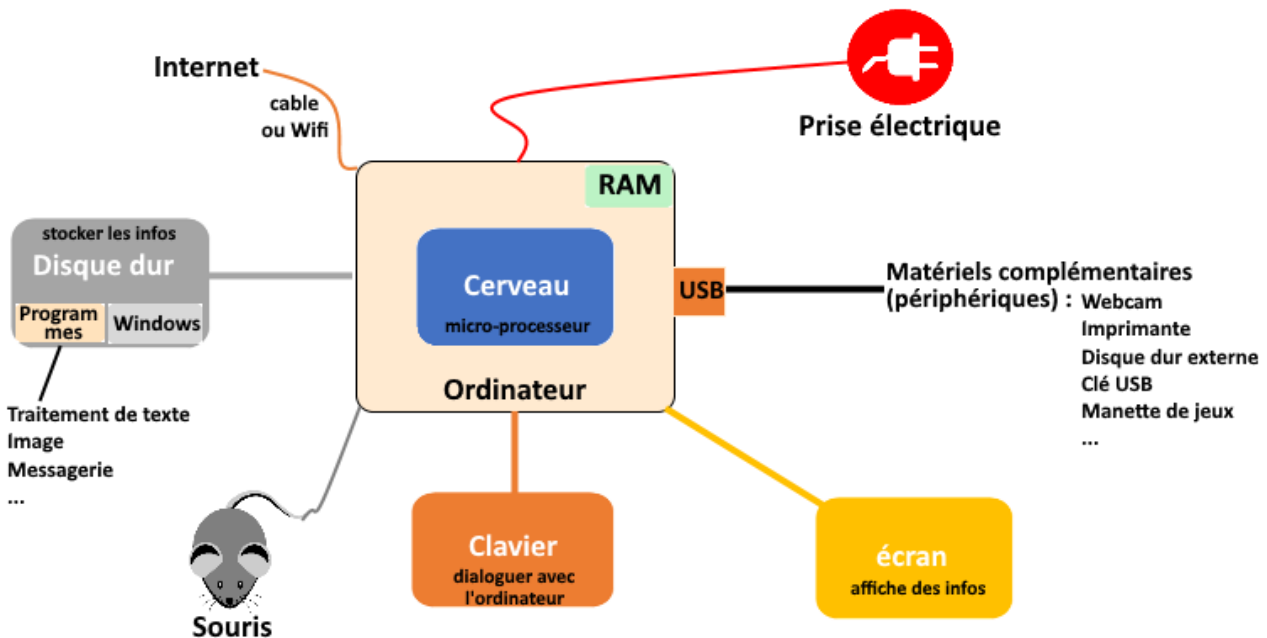 Internet
cable
ou Wifi
Prise électrique
RAM
stocker les infos
Disque dur
Program
mes
Windows
Cerveau
micro-processeur
USB
Matériels complémentaires
(périphériques) :
Webcam
Imprimante
Disque dur externe
Clé USB
Manette de jeux
...
Ordinateur
Traitement de texte
Image
Messagerie
...
Clavier
dialoguer avec
l'ordinateur
écran
affiche des infos
Souris